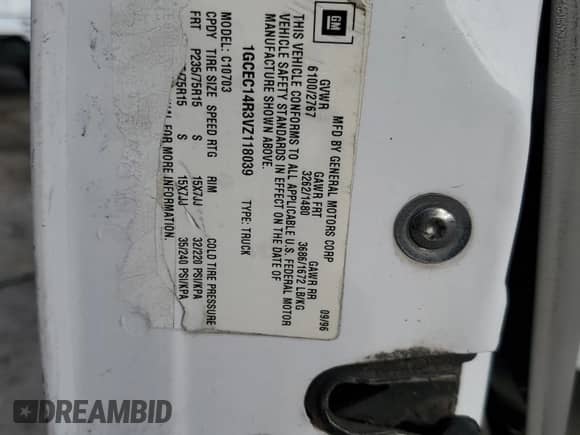 GM
MFD BY GENERAL MOTORS CORP 09/96
GVWR GAWR FRT GAWR RR
6100/2767 3262/1480 3686/1672 LB/KG
THIS VEHICLE CONFORMS TO ALL APPLICABLE U.S. FEDERAL MOTOR
VEHICLE SAFETY STANDARDS IN EFFECT ON THE DATE OF
MANUFACTURE SHOWN ABOVE.
1GCEC14R3VZ118039 TYPE: TRUCK
MODEL: C10703
CPDY TIRE SIZE SPEED RTG RIM COLD TIRE PRESSURE
FRT P235/75R15 S 15X7JJ 32/220 PSI/KPA
/75R15 S 15X7JJ 35/240 PSI/KPA
FOR MORE INFORMATION.
DREAMBID